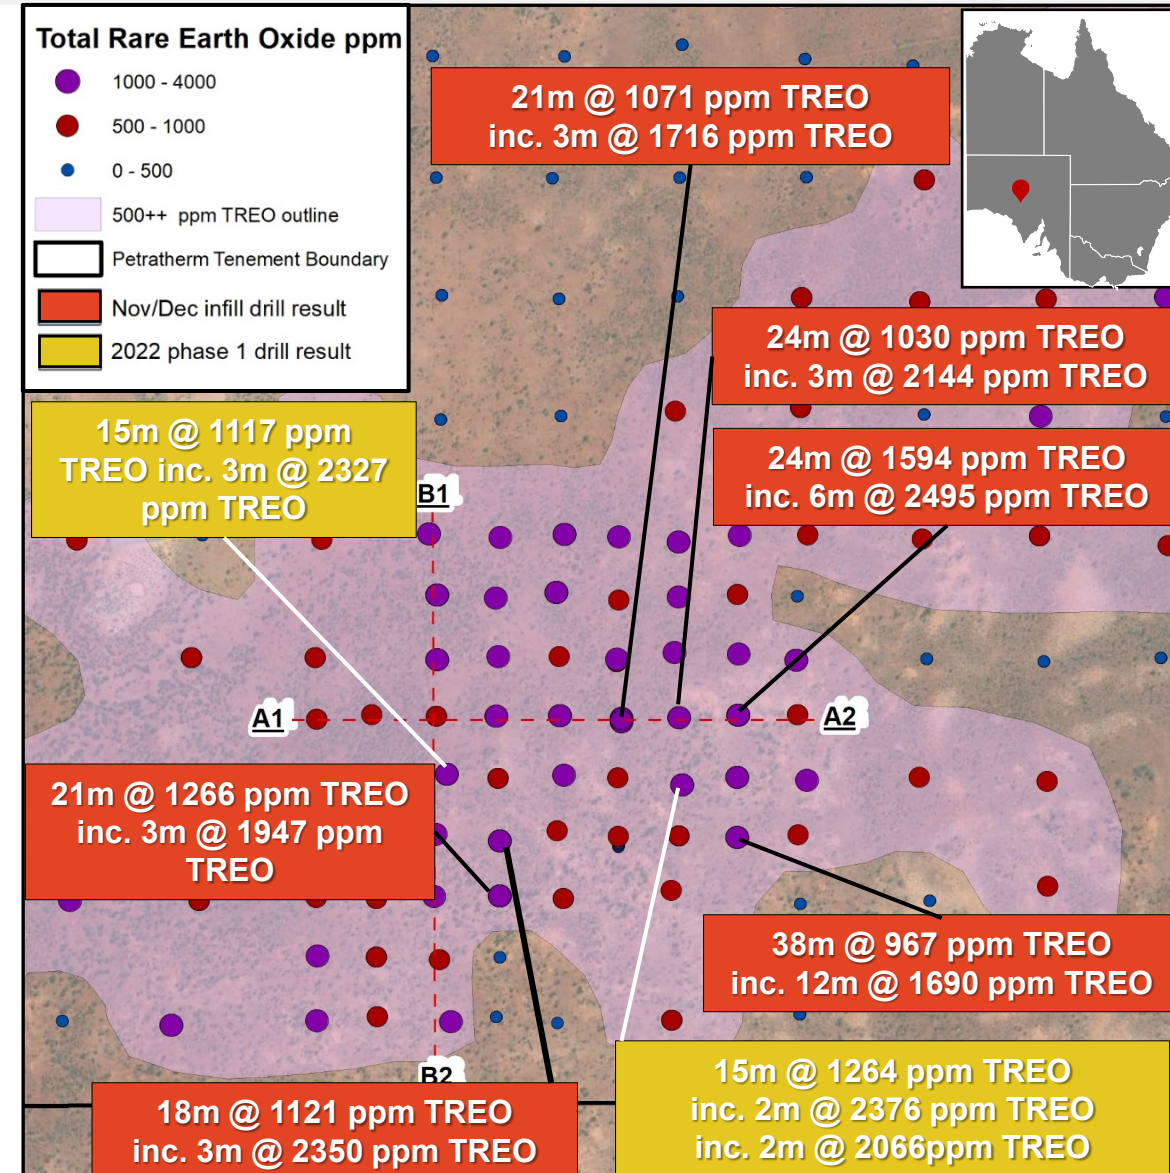 Total Rare Earth Oxide ppm
1000 - 4000
500 - 1000
0 - 500
500++ ppm TREO outline
Petratherm Tenement Boundary
Nov/Dec infill drill result
2022 phase 1 drill result
21m @ 1071 ppm TREO
inc. 3m @ 1716 ppm TREO
24m @ 1030 ppm TREO
inc. 3m @ 2144 ppm TREO
15m @ 1117 ppm
TREO inc. 3m @ 2327
ppm TREO
24m @ 1594 ppm TREO
inc. 6m @ 2495 ppm TREO
B1
A1
A2
21m @ 1266 ppm TREO
inc. 3m @ 1947 ppm
TREO
38m @ 967 ppm TREO
inc. 12m @ 1690 ppm TREO
B2
18m @ 1121 ppm TREO
inc. 3m @ 2350 ppm TREO
15m @ 1264 ppm TREO
inc. 2m @ 2376 ppm TREO
inc. 2m @ 2066ppm TREO